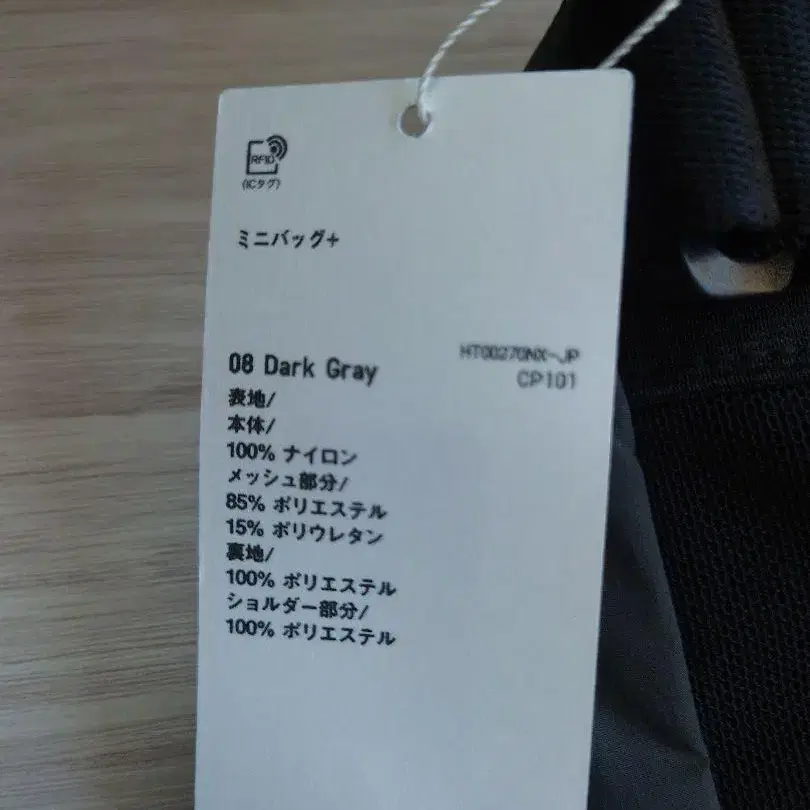 RFID
(ICタグ)
ミニバッグ+
08 Dark Gray
HT00270NX-JP
CP101
表地/
本体/
100% ナイロン
メッシュ部分/
85% ポリエステル
15% ポリウレタン
裏地/
100% ポリエステル
ショルダー部分/
100% ポリエステル